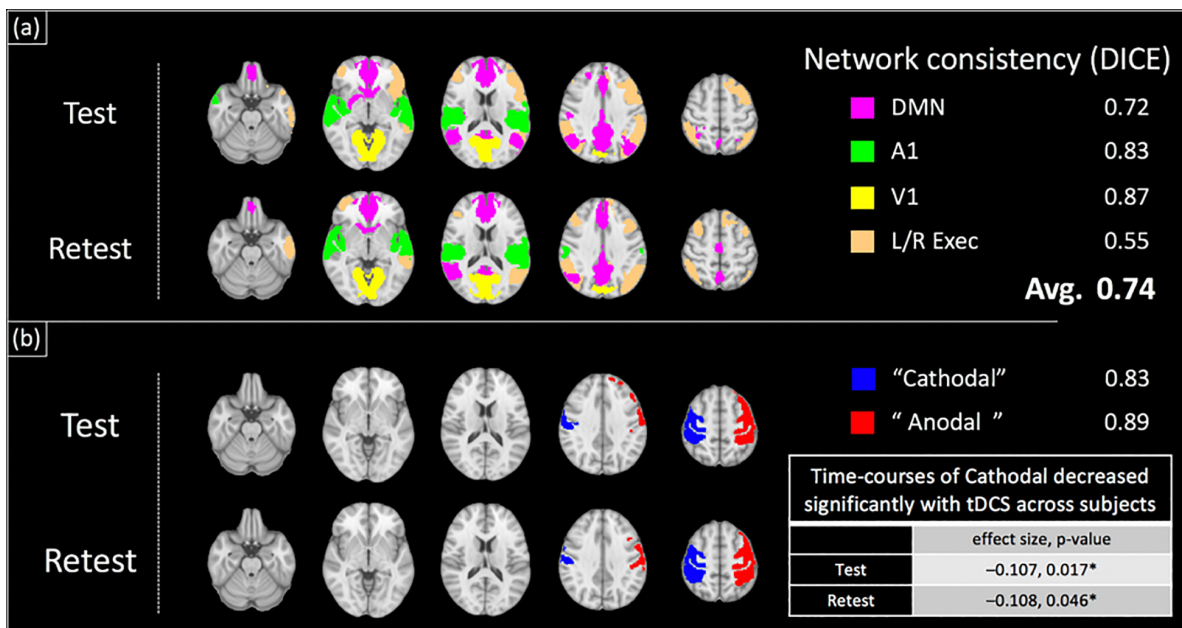 (a)
Test
Retest
Network consistency (DICE)
DMN 0.72
A1 0.83
V1 0.87
L/R Exec 0.55
Avg. 0.74
(b)
Test
Retest
“Cathodal” 0.83
“ Anodal ” 0.89
Time-courses of Cathodal decreased
significantly with tDCS across subjects
effect size, p-value
Test –0.107, 0.017*
Retest –0.108, 0.046*